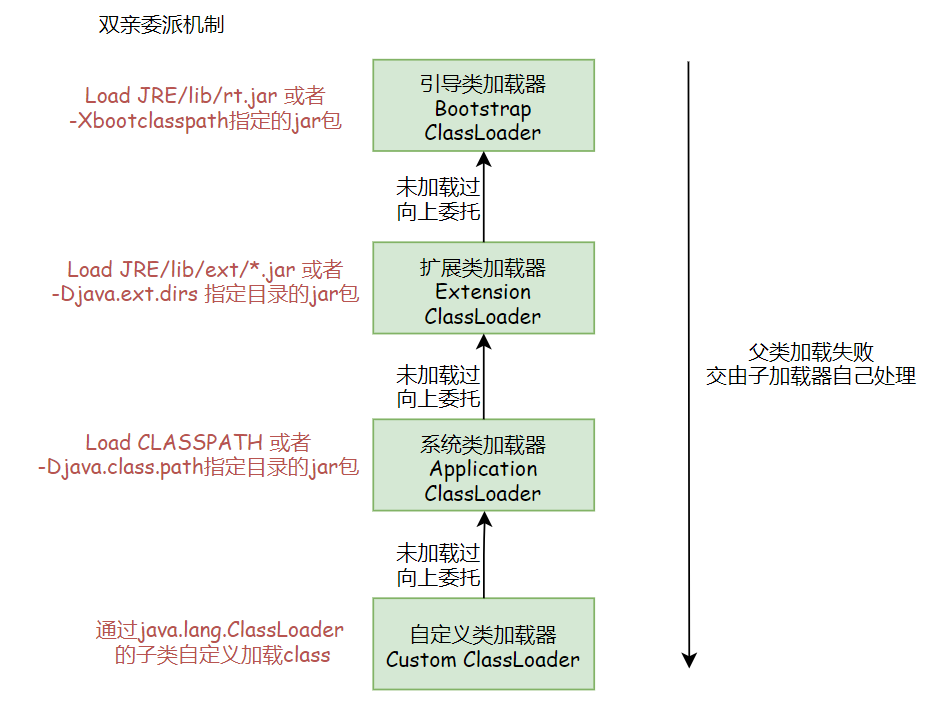 双亲委派机制
Load JRE/lib/rt.jar 或者
-Xbootclasspath指定的jar包
引导类加载器
Bootstrap
ClassLoader
未加载过
向上委托
Load JRE/lib/ext/*.jar 或者
-Djava.ext.dirs 指定目录的jar包
扩展类加载器
Extension
ClassLoader
父类加载失败
交由子加载器自己处理
未加载过
向上委托
Load CLASSPATH 或者
-Djava.class.path指定目录的jar包
系统类加载器
Application
ClassLoader
未加载过
向上委托
通过java.lang.ClassLoader
的子类自定义加载class
自定义类加载器
Custom ClassLoader